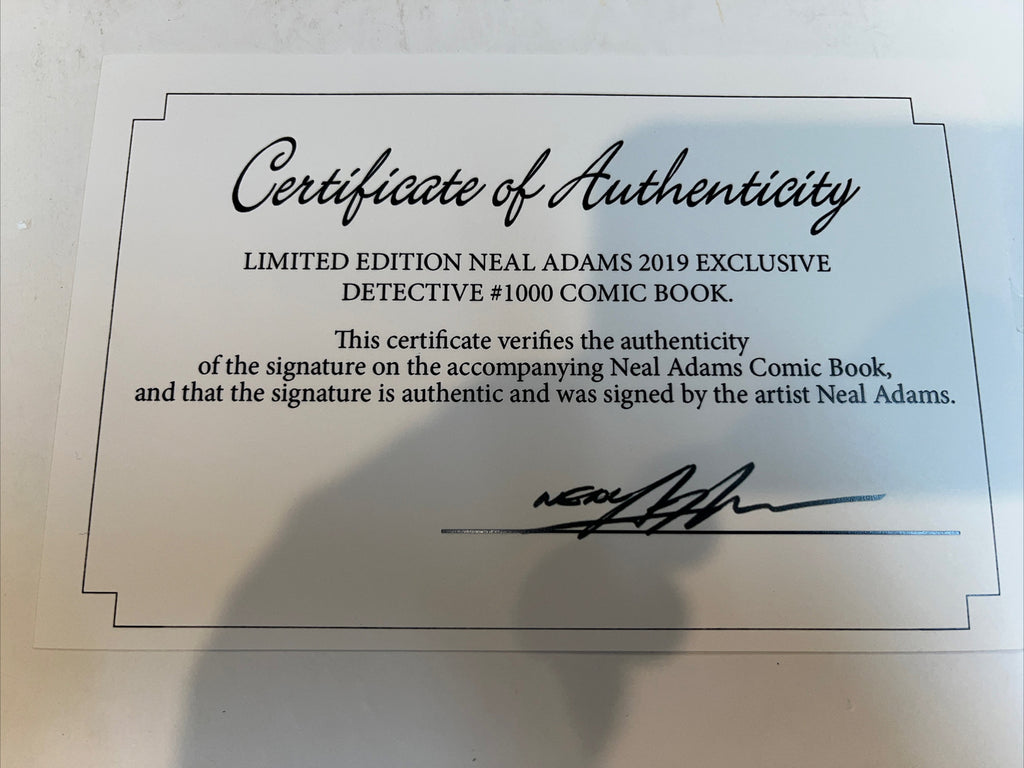 Certificate of Authenticity
LIMITED EDITION NEAL ADAMS 2019 EXCLUSIVE
DETECTIVE #1000 COMIC BOOK.
This certificate verifies the authenticity
of the signature on the accompanying Neal Adams Comic Book,
and that the signature is authentic and was signed by the artist Neal Adams.
NEAL Adams